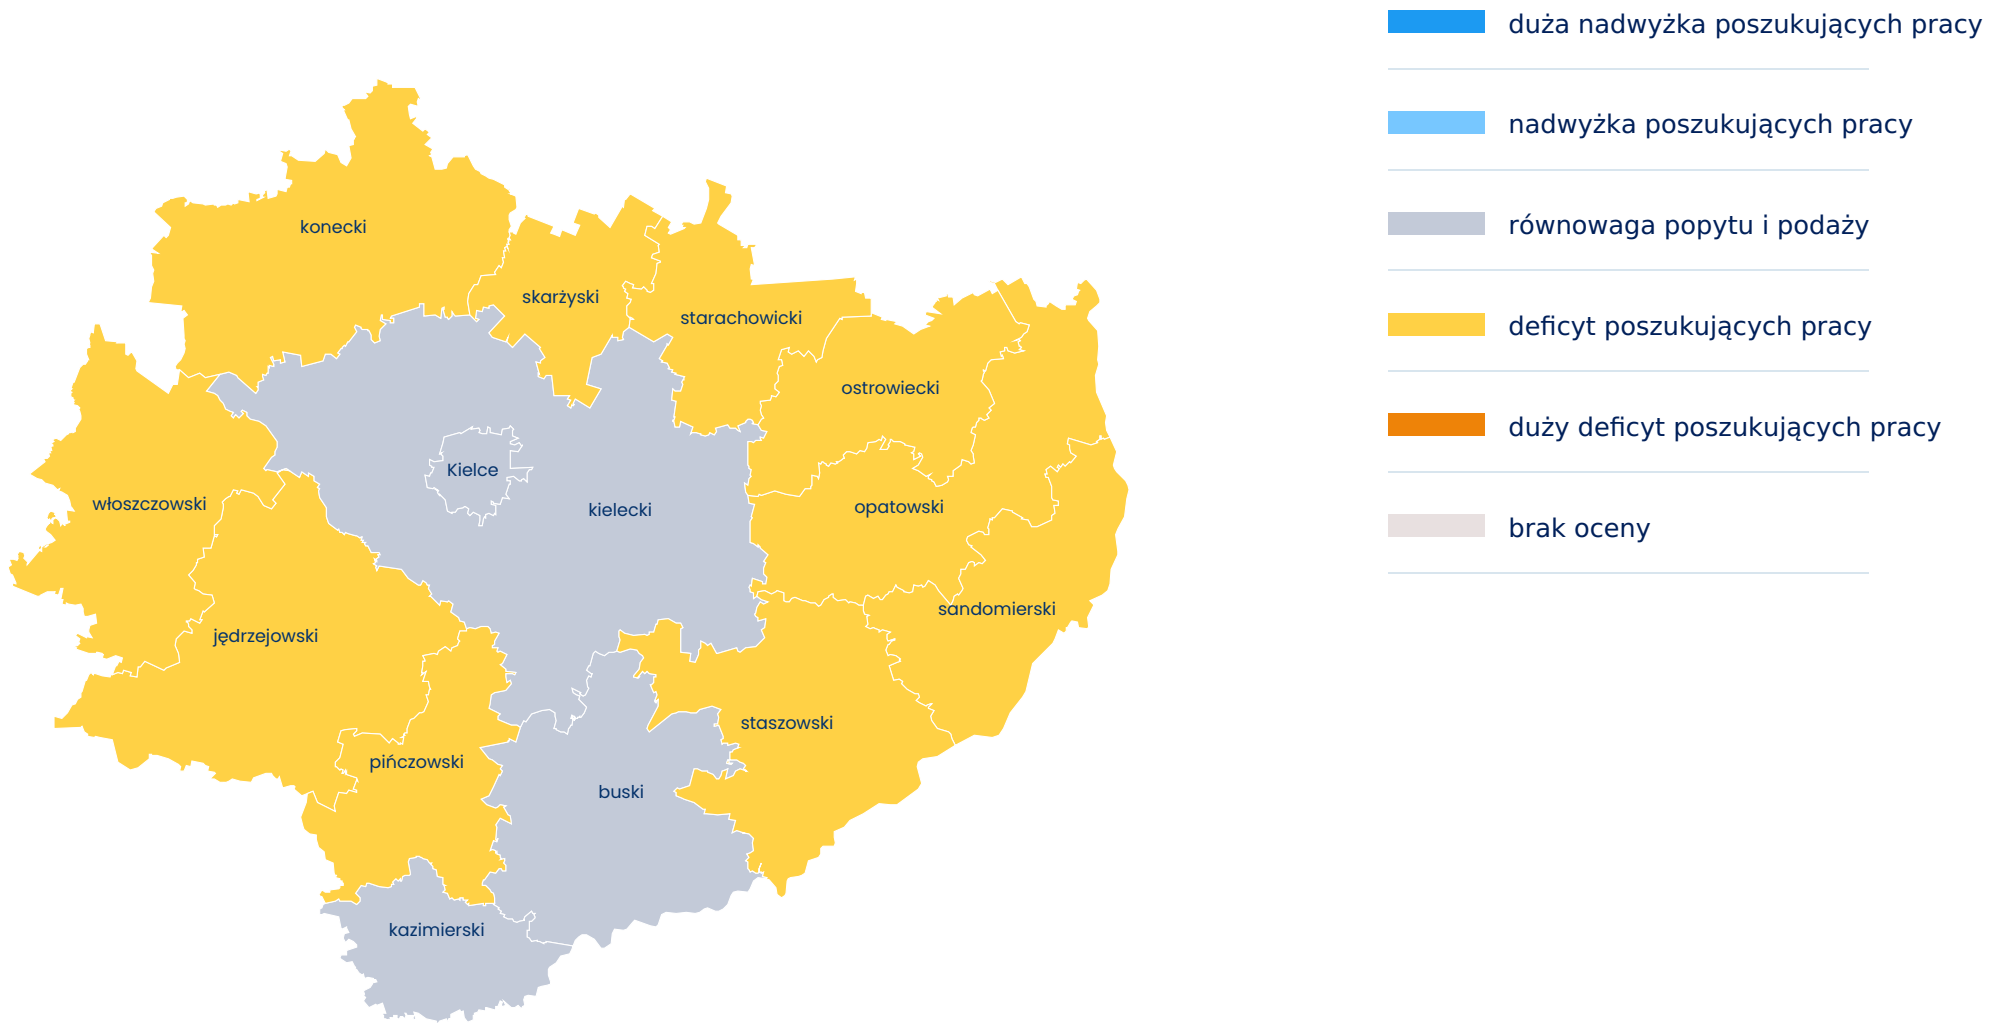 duża nadwyżka poszukujących pracy
nadwyżka poszukujących pracy
równowaga popytu i podaży
deficyt poszukujących pracy
duży deficyt poszukujących pracy
brak oceny
konecki
skarżyski
starachowicki
ostrowiecki
Kielce
włoszczowski
kielecki
opatowski
sandomierski
jędrzejowski
staszowski
pińczowski
buski
kazimierski